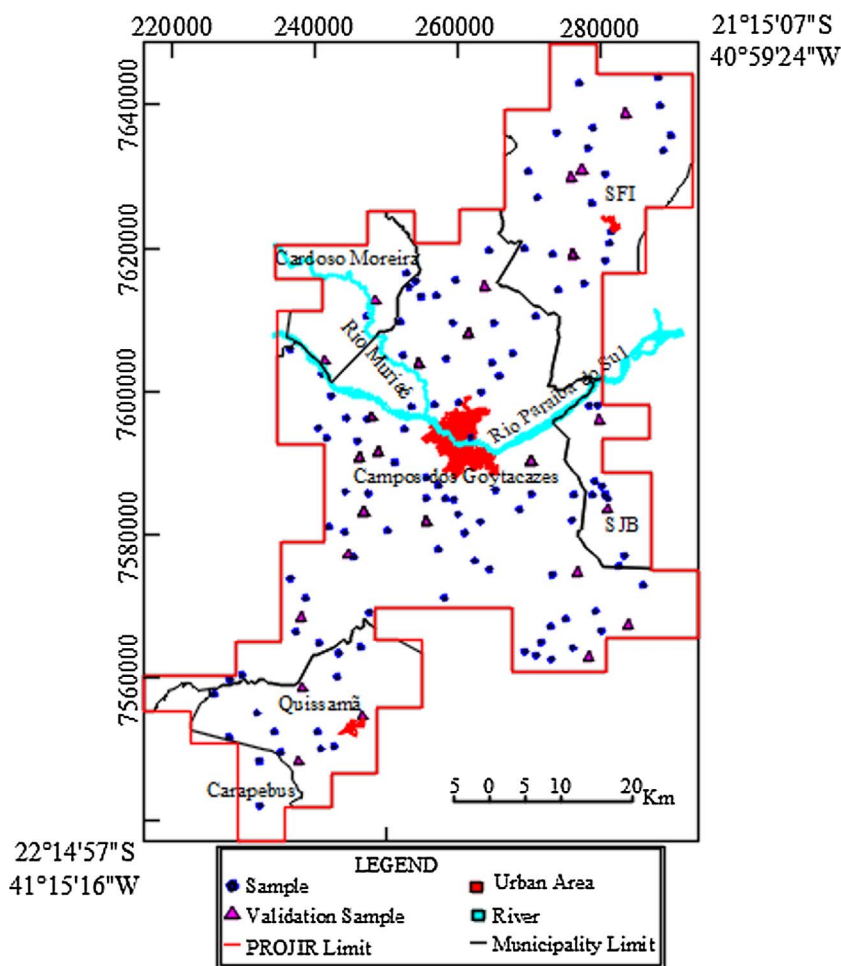 220000 240000 260000 280000
21°15'07"S
40°59'24"W
7640000
7620000
7600000
7580000
7560000
SFI
Cardoso Moreira
Rio Muriaé
Rio Paraiba do Sul
Campos dos Goytacazes
SJB
Quissamã
Carapebus
5 0 5 10 20 Km
22°14'57"S
41°15'16"W
LEGEND
Sample Urban Area
Validation Sample River
PROJIR Limit Municipality Limit